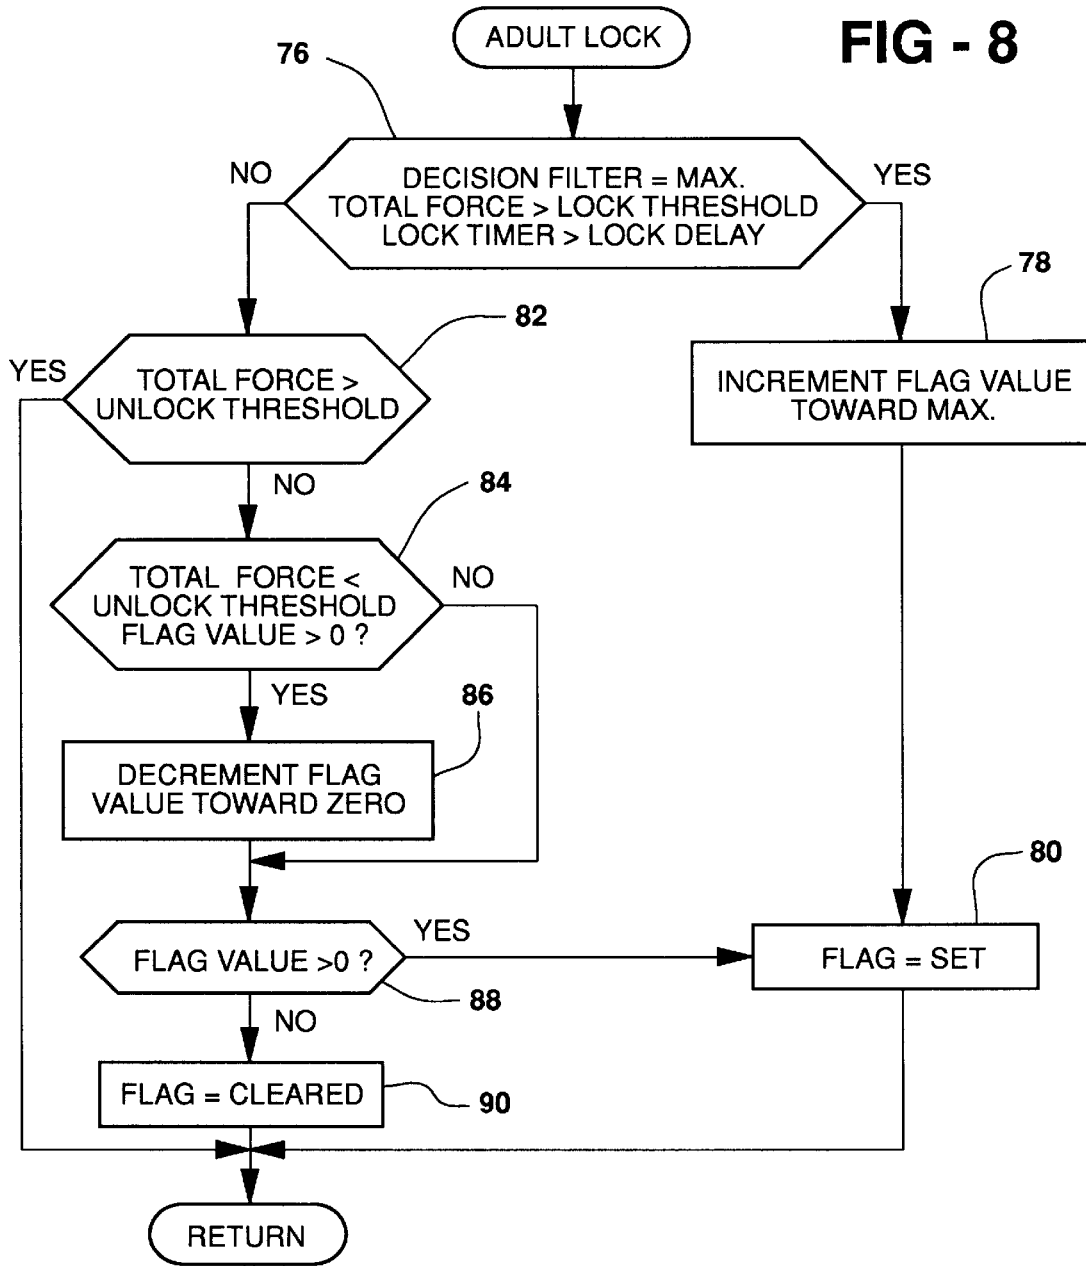 ADULT LOCK
FIG - 8
76
NO
YES
DECISION FILTER = MAX.
TOTAL FORCE > LOCK THRESHOLD
LOCK TIMER > LOCK DELAY
78
82
YES
TOTAL FORCE >
UNLOCK THRESHOLD
INCREMENT FLAG VALUE
TOWARD MAX.
NO
84
TOTAL FORCE <
UNLOCK THRESHOLD
FLAG VALUE > 0 ?
NO
YES
86
DECREMENT FLAG
VALUE TOWARD ZERO
80
YES
FLAG VALUE >0 ?
FLAG = SET
88
NO
FLAG = CLEARED
90
RETURN